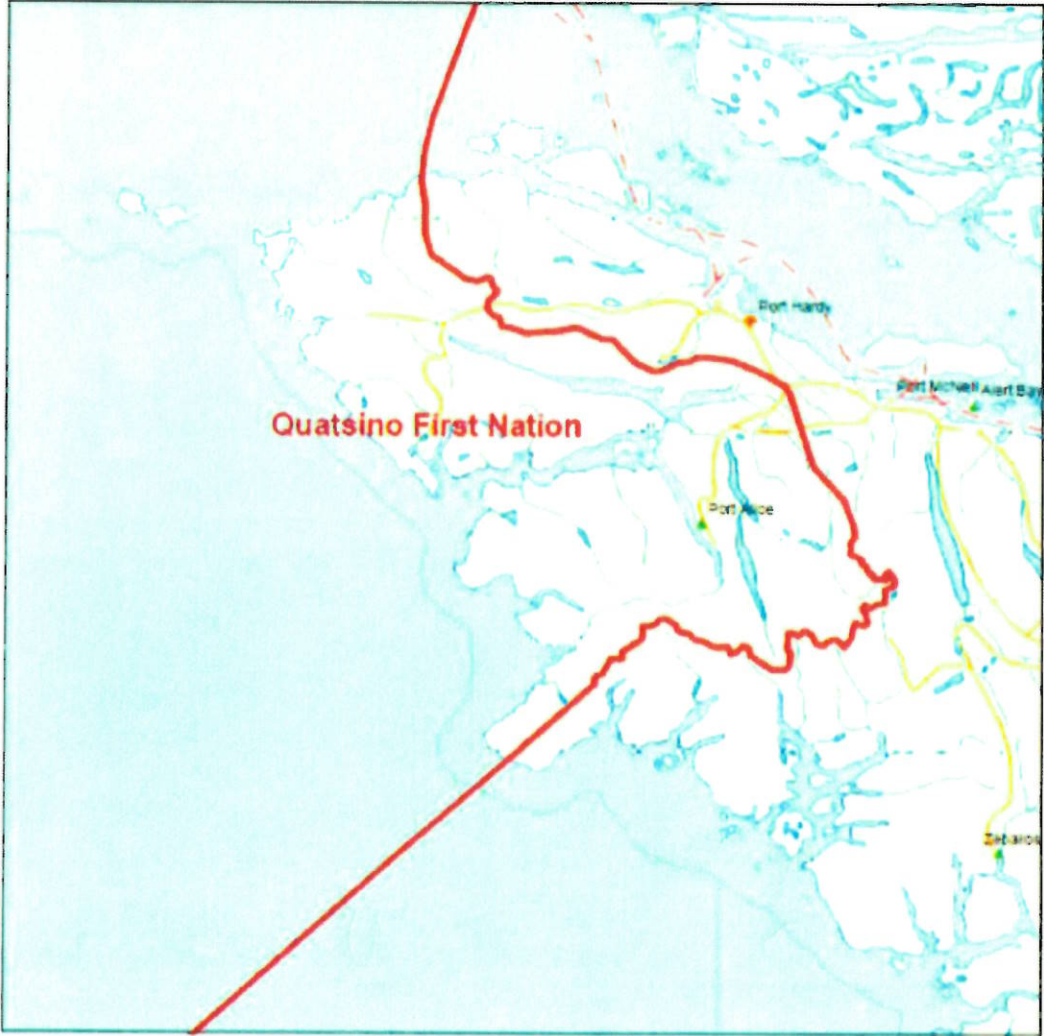 Port Hardy
Port McNeill Alert Bay
Quatsino First Nation
Port Alice
Zeballos